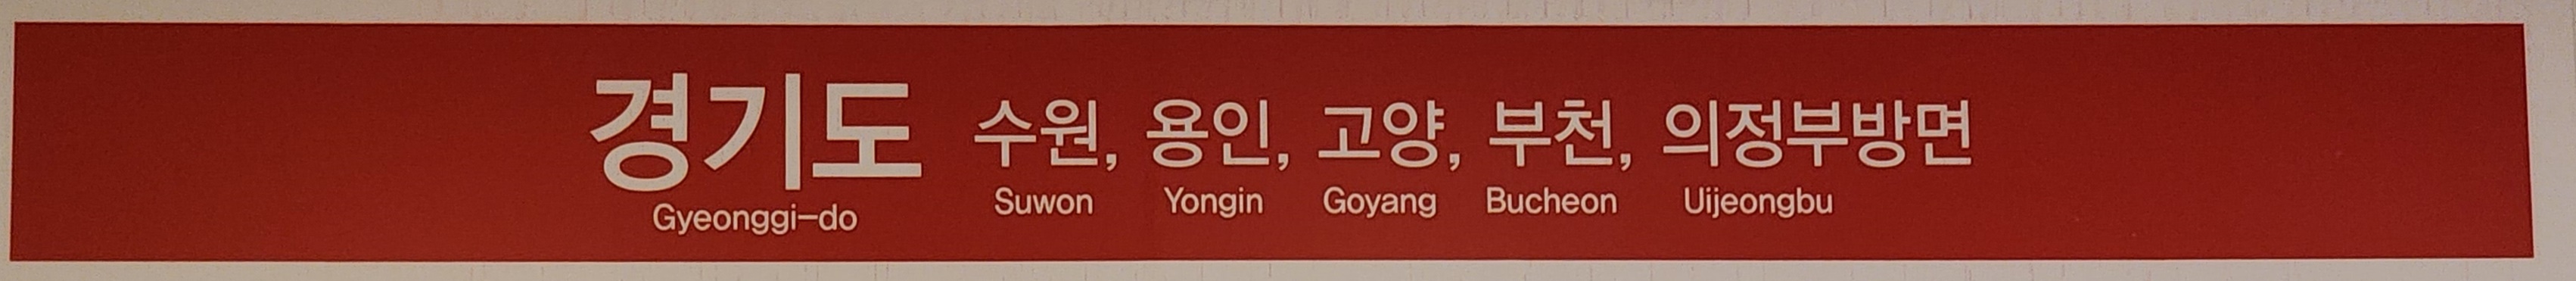 경기도 수원, 용인, 고양, 부천, 의정부방면
Gyeonggi-do Suwon Yongin Goyang Bucheon Uijeongbu